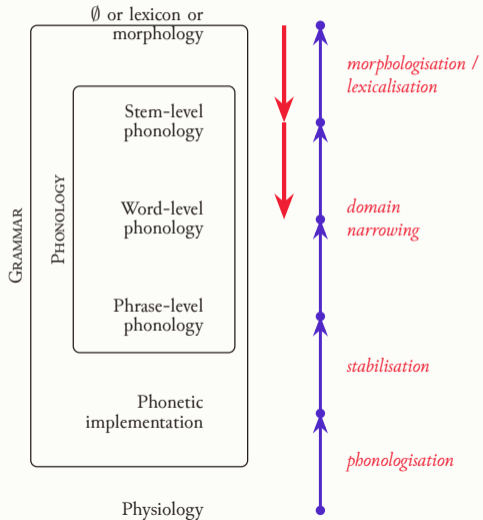 ∅ or lexicon or
morphology
morphologisation /
lexicalisation
Stem-level
phonology
Word-level
phonology
domain
narrowing
Phrase-level
phonology
stabilisation
Phonetic
implementation
phonologisation
Physiology
PHONOLOGY
GRAMMAR